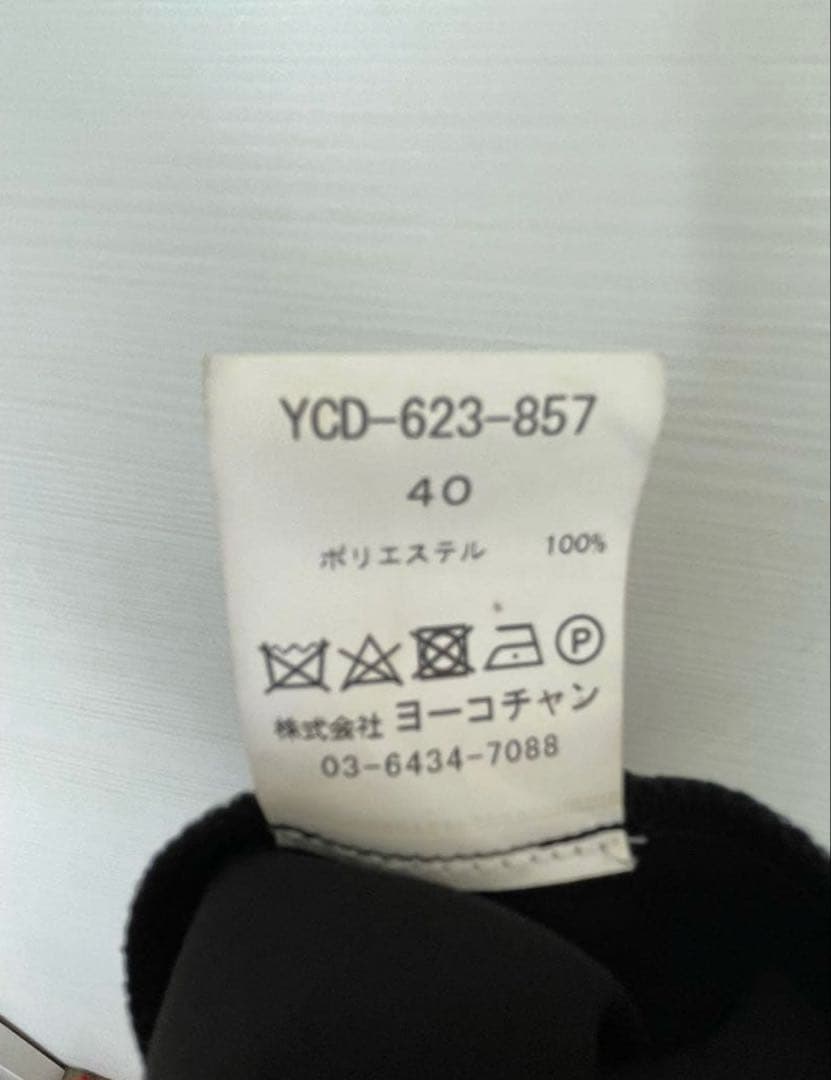 YCD-623-857
40
ポリエステル 100%
P
株式会社 ヨーコチャン
03-6434-7088